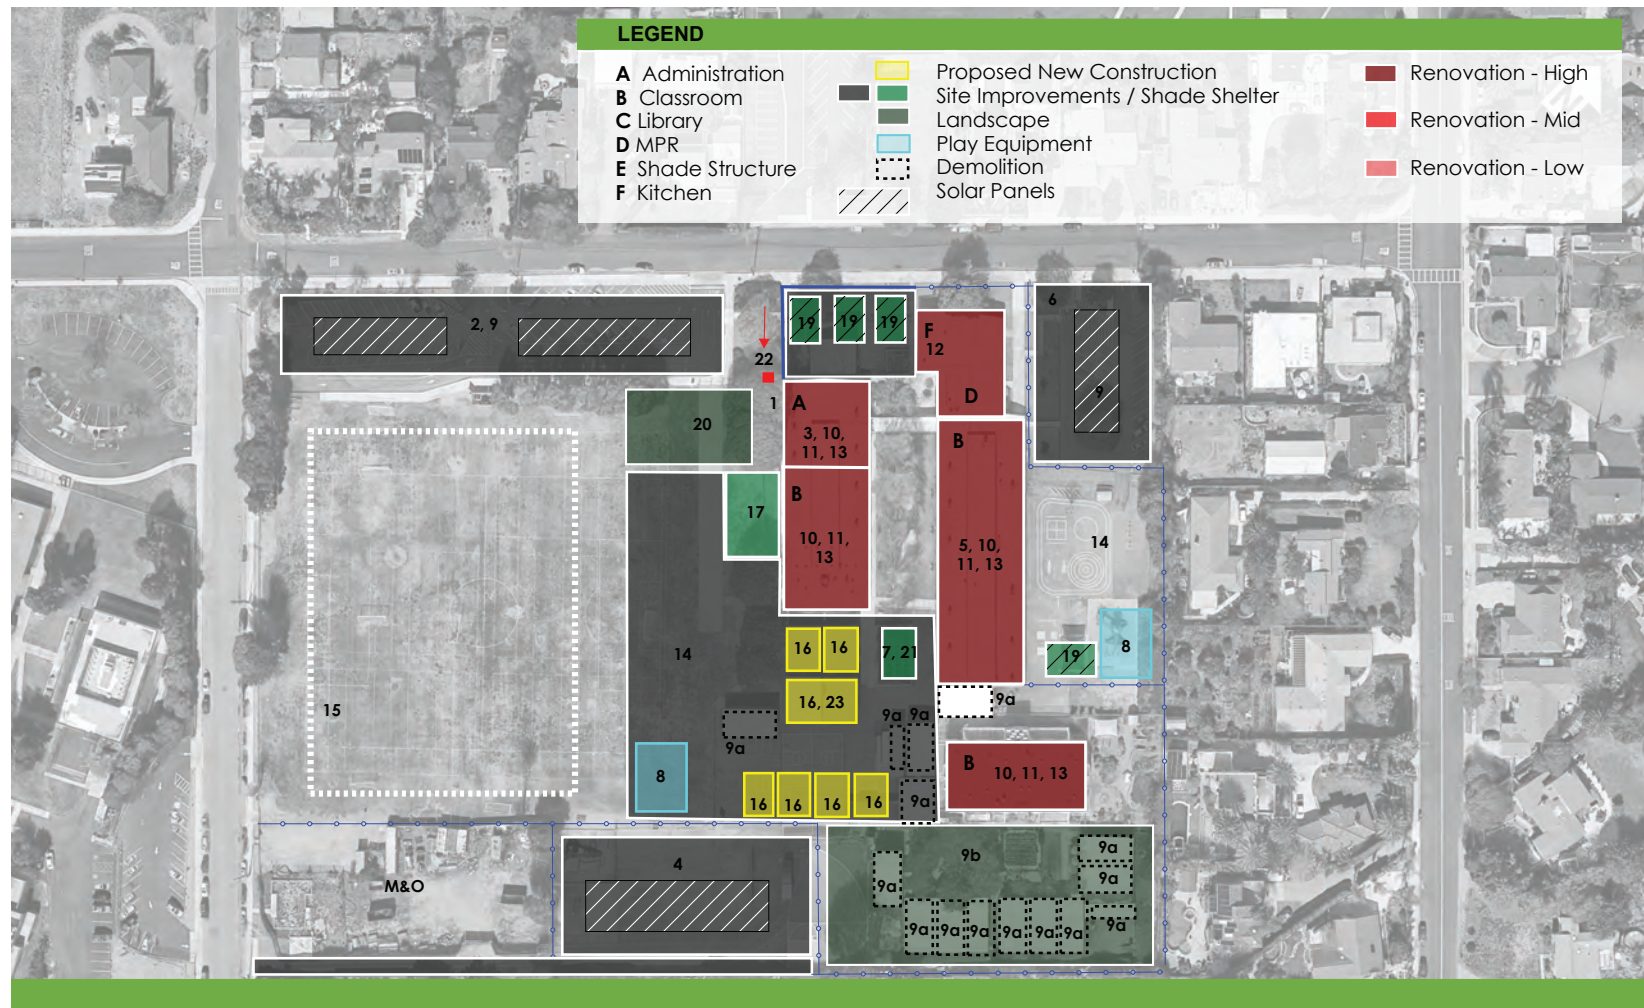 LEGEND
A Administration
B Classroom
C Library
D MPR
E Shade Structure
F Kitchen
Proposed New Construction
Site Improvements / Shade Shelter
Landscape
Play Equipment
Demolition
Solar Panels
Renovation - High
Renovation - Mid
Renovation - Low
2, 9
22
1
19
19
19
F
12
D
6
9
20
A
3, 10,
11, 13
B
10, 11,
13
17
B
5, 10,
11, 13
14
8
19
14
15
16
16
7, 21
16, 23
9a
9a
9a
9a
9a
8
16
16
16
16
B
10, 11, 13
M&O
4
9b
9a
9a
9a
9a
9a
9a
9a
9a
9a
9a